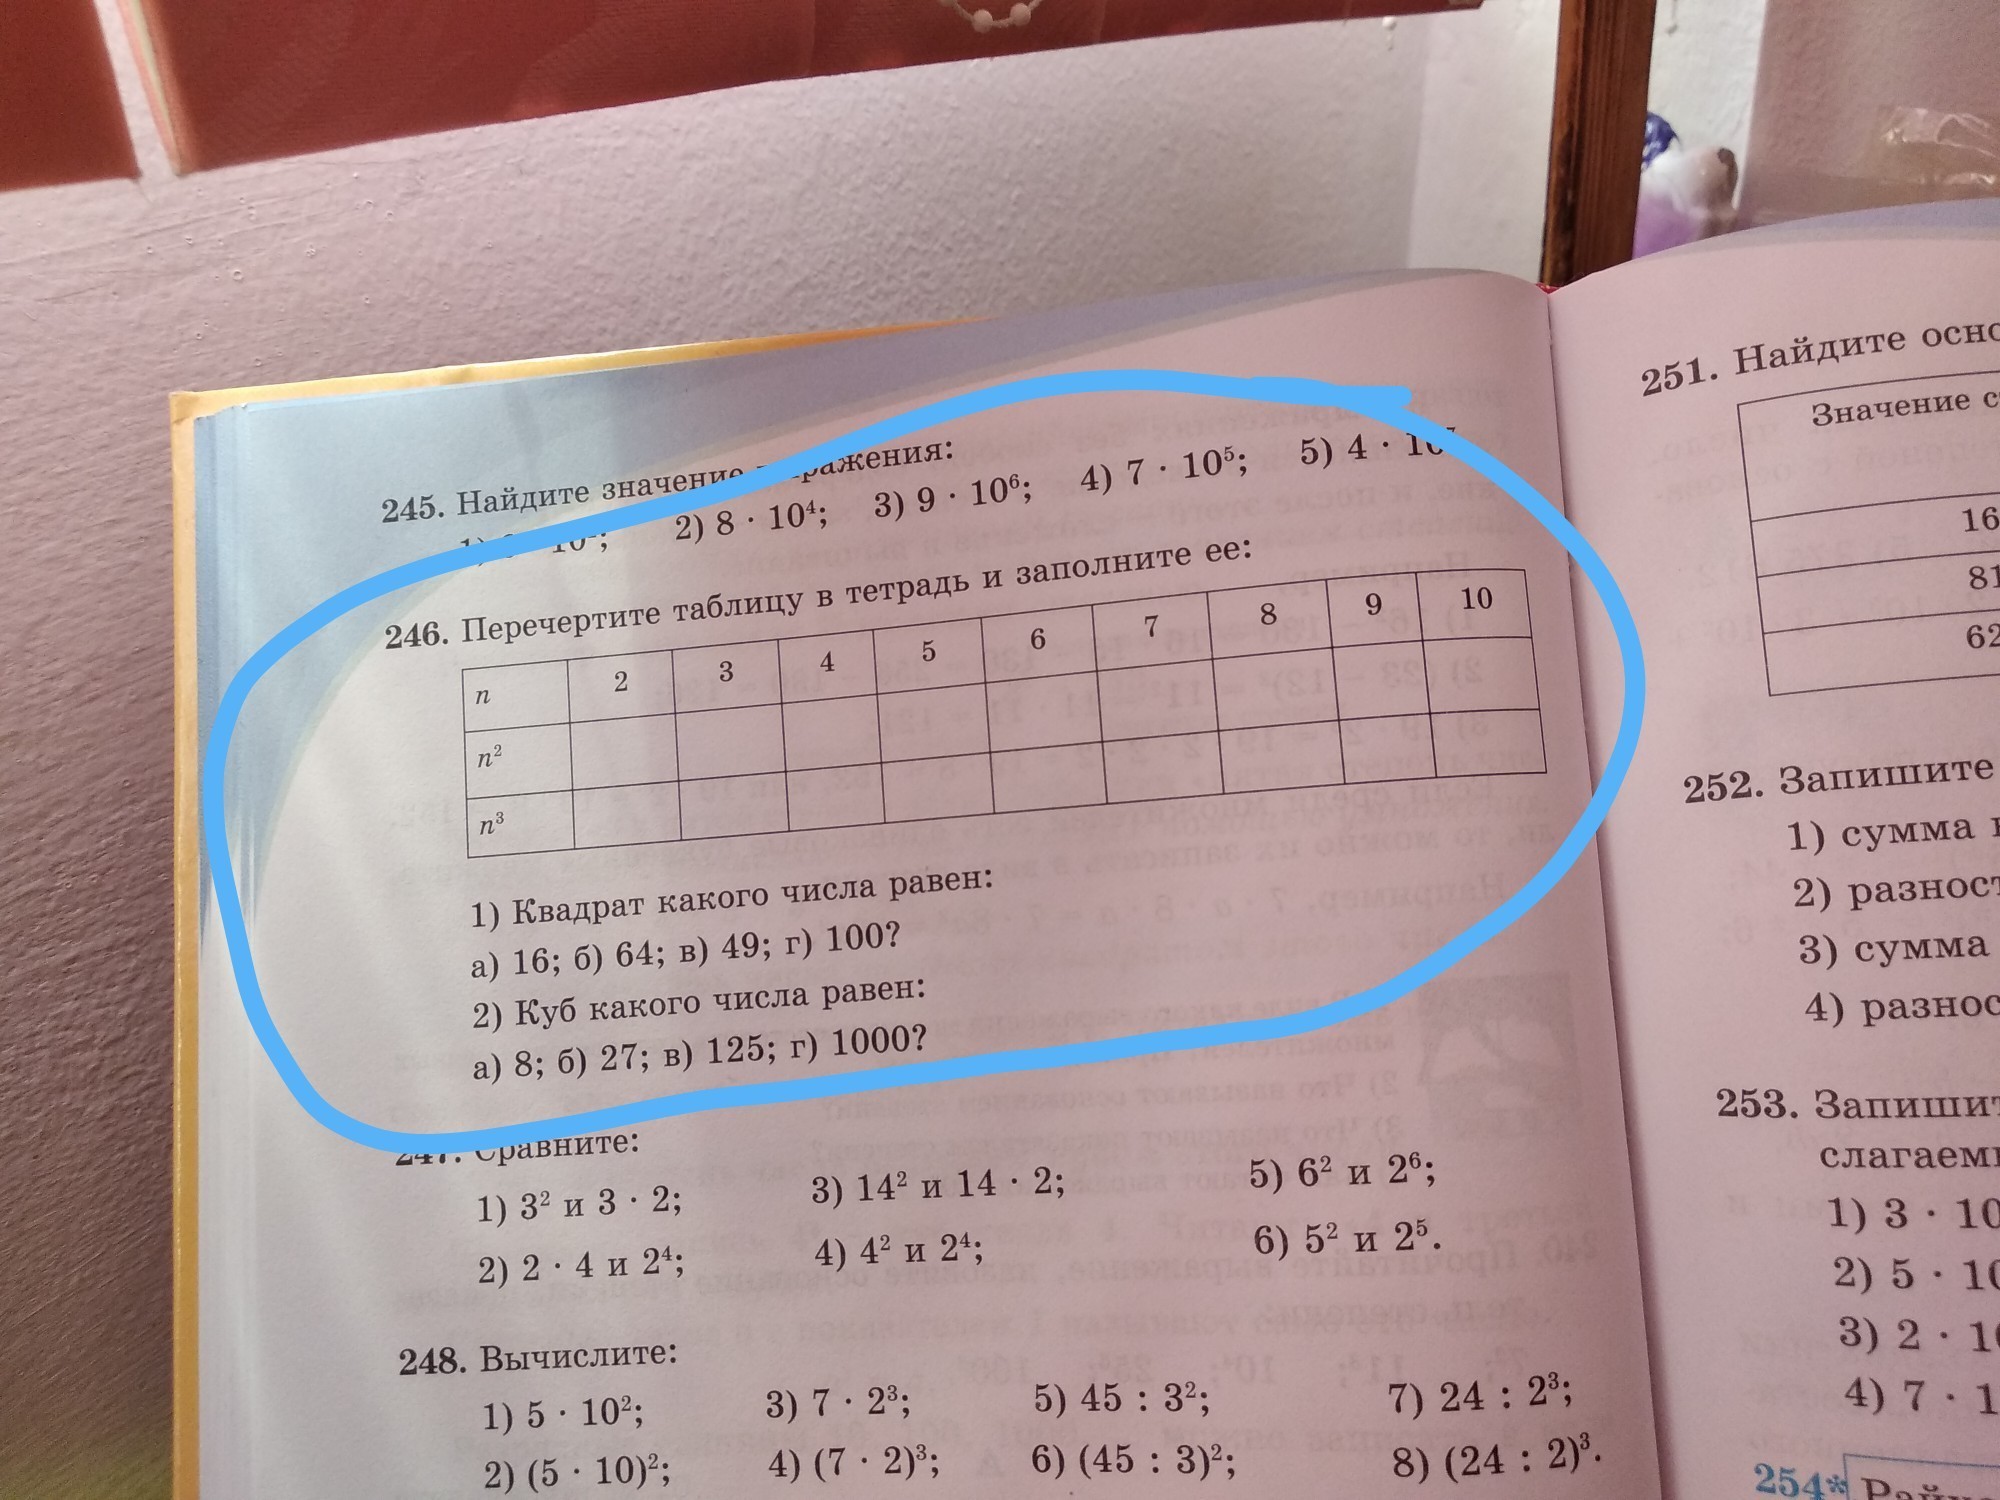 245. Найдите значение выражения:
2) 8 · 10⁴; 3) 9 · 10⁶; 4) 7 · 10⁵; 5) 4 ·
246. Перечертите таблицу в тетрадь и заполните ее:
n 2 3 4 5 6 7 8 9 10
n²
n³
1) Квадрат какого числа равен:
а) 16; б) 64; в) 49; г) 100?
2) Куб какого числа равен:
а) 8; б) 27; в) 125; г) 1000?
247. Сравните:
1) 3² и 3 · 2; 3) 14² и 14 · 2; 5) 6² и 2⁶;
2) 2 · 4 и 2⁴; 4) 4² и 2⁴; 6) 5² и 2⁵.
248. Вычислите:
1) 5 · 10²; 3) 7 · 2³; 5) 45 : 3²; 7) 24 : 2³;
2) (5 · 10)²; 4) (7 · 2)³; 6) (45 : 3)²; 8) (24 : 2)³.
251. Найдите осно
Значение с
16
81
62
252. Запишите
1) сумма
2) разност
3) сумма
4) разнос
253. Запишит
слагаем
1) 3 · 10
2) 5 · 10
3) 2 · 1
4) 7 · 1
254*